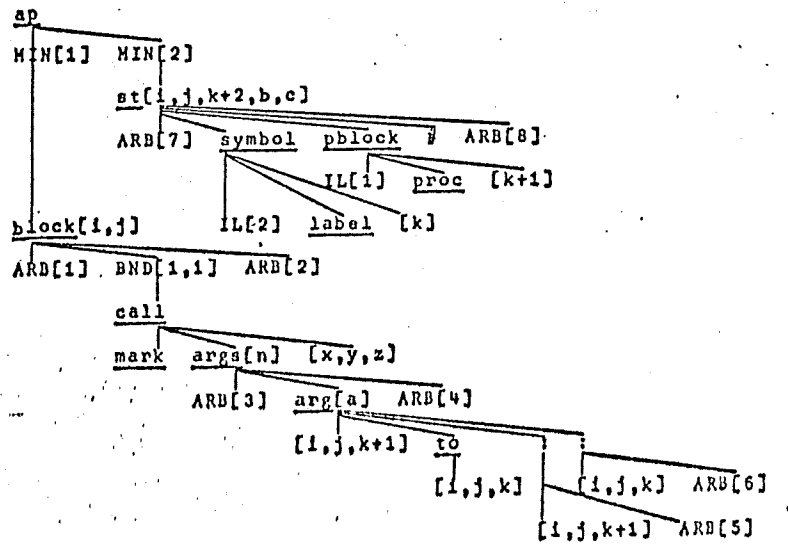 ap
MIN[1] MIN[2]
st[i,j,k+2,b,c]
ARB[7] symbol pblock # ARB[8]
IL[i] proc [k+1]
block[i,j] IL[2] label [k]
ARB[1] BND[1,1] ARB[2]
call
mark args[n] [x,y,z]
ARB[3] arg[a] ARB[4]
[i,j,k+1] to : :
[i,j,k] [i,j,k] ARB[6]
[i,j,k+1] ARB[5]